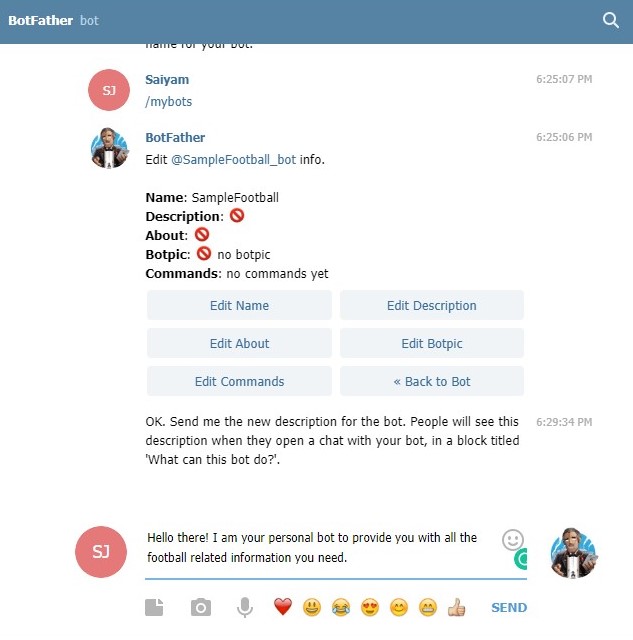 BotFather bot
name for your bot.
SJ
Saiyam
6:25:07 PM
/mybots
BotFather
6:25:06 PM
Edit @SampleFootball_bot info.
Name: SampleFootball
Description: 🚫
About: 🚫
Botpic: 🚫 no botpic
Commands: no commands yet
Edit Name
Edit Description
Edit About
Edit Botpic
Edit Commands
« Back to Bot
OK. Send me the new description for the bot. People will see this
6:29:34 PM
description when they open a chat with your bot, in a block titled
'What can this bot do?'.
SJ
Hello there! I am your personal bot to provide you with all the
football related information you need.
SEND